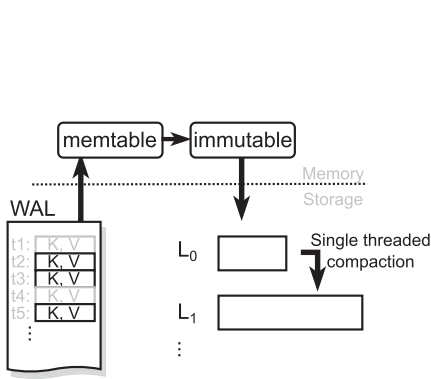 memtable
immutable
Memory
Storage
WAL
t1: K, V
t2: K, V
t3: K, V
t4: K, V
t5: K, V
L0
Single threaded
compaction
L1